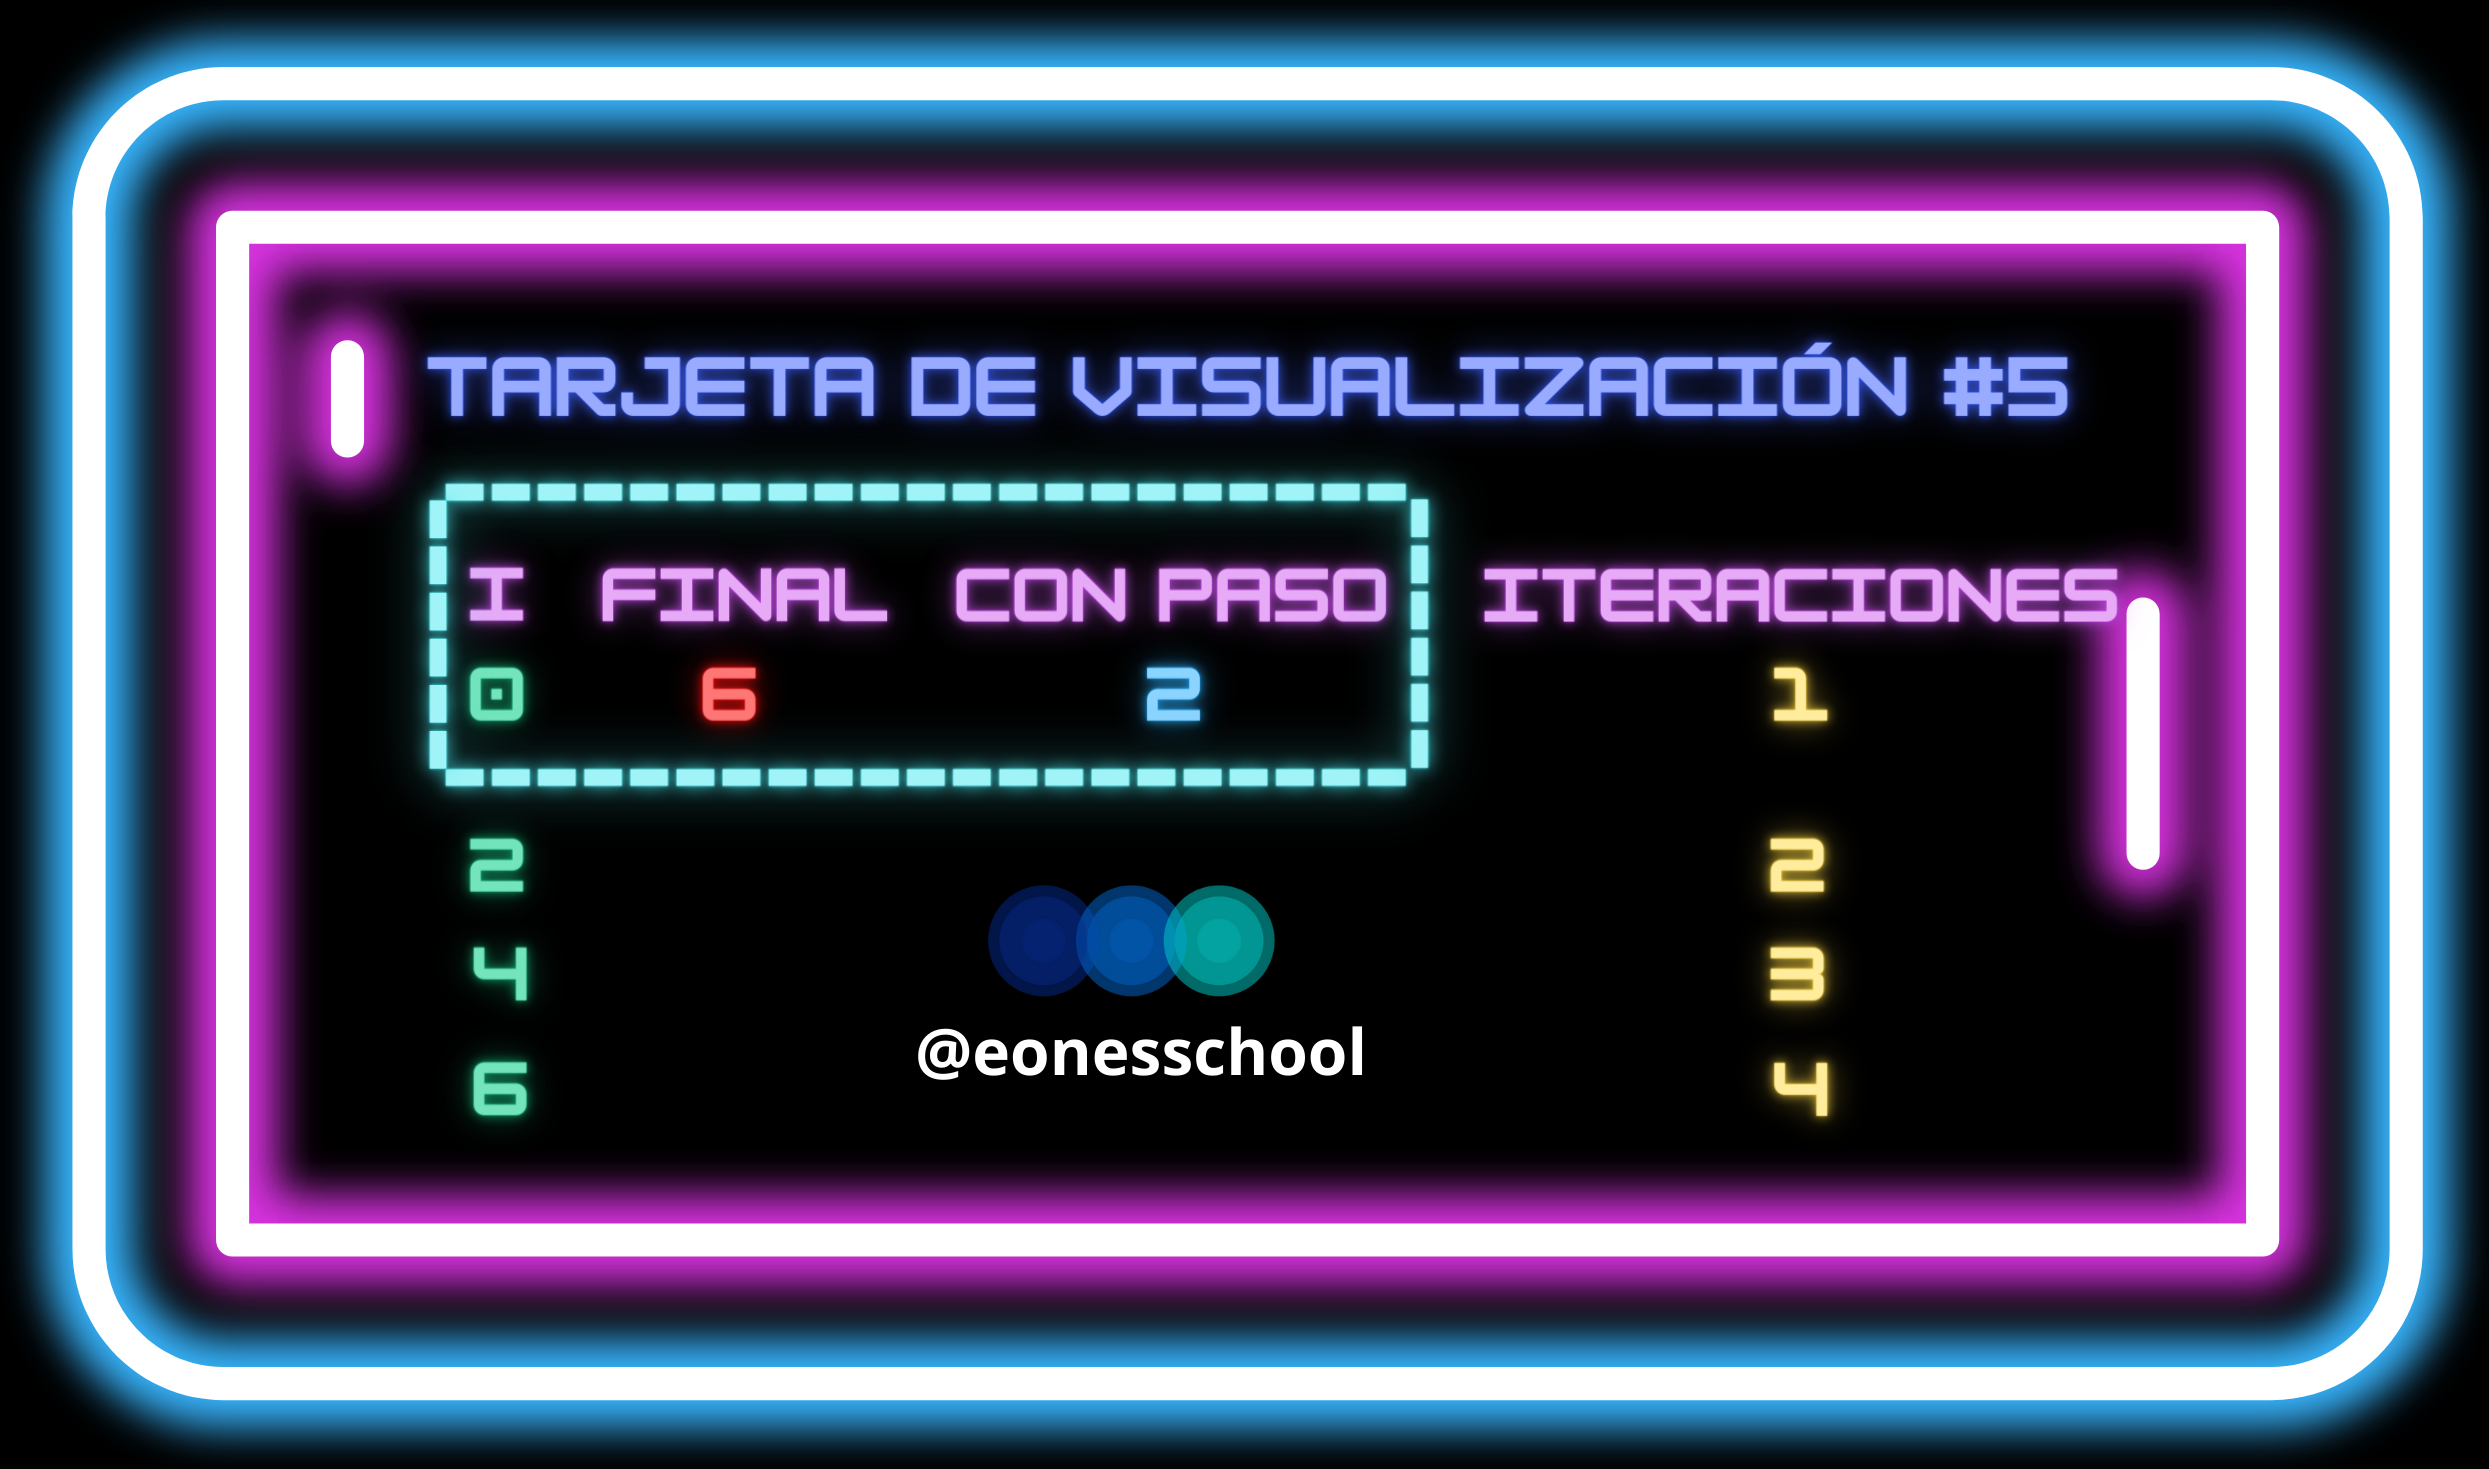 TARJETA DE VISUALIZACIÓN #5
I FINAL CON PASO ITERACIONES
0 6 2 1
2 2
4 3
@eonesschool
6 4